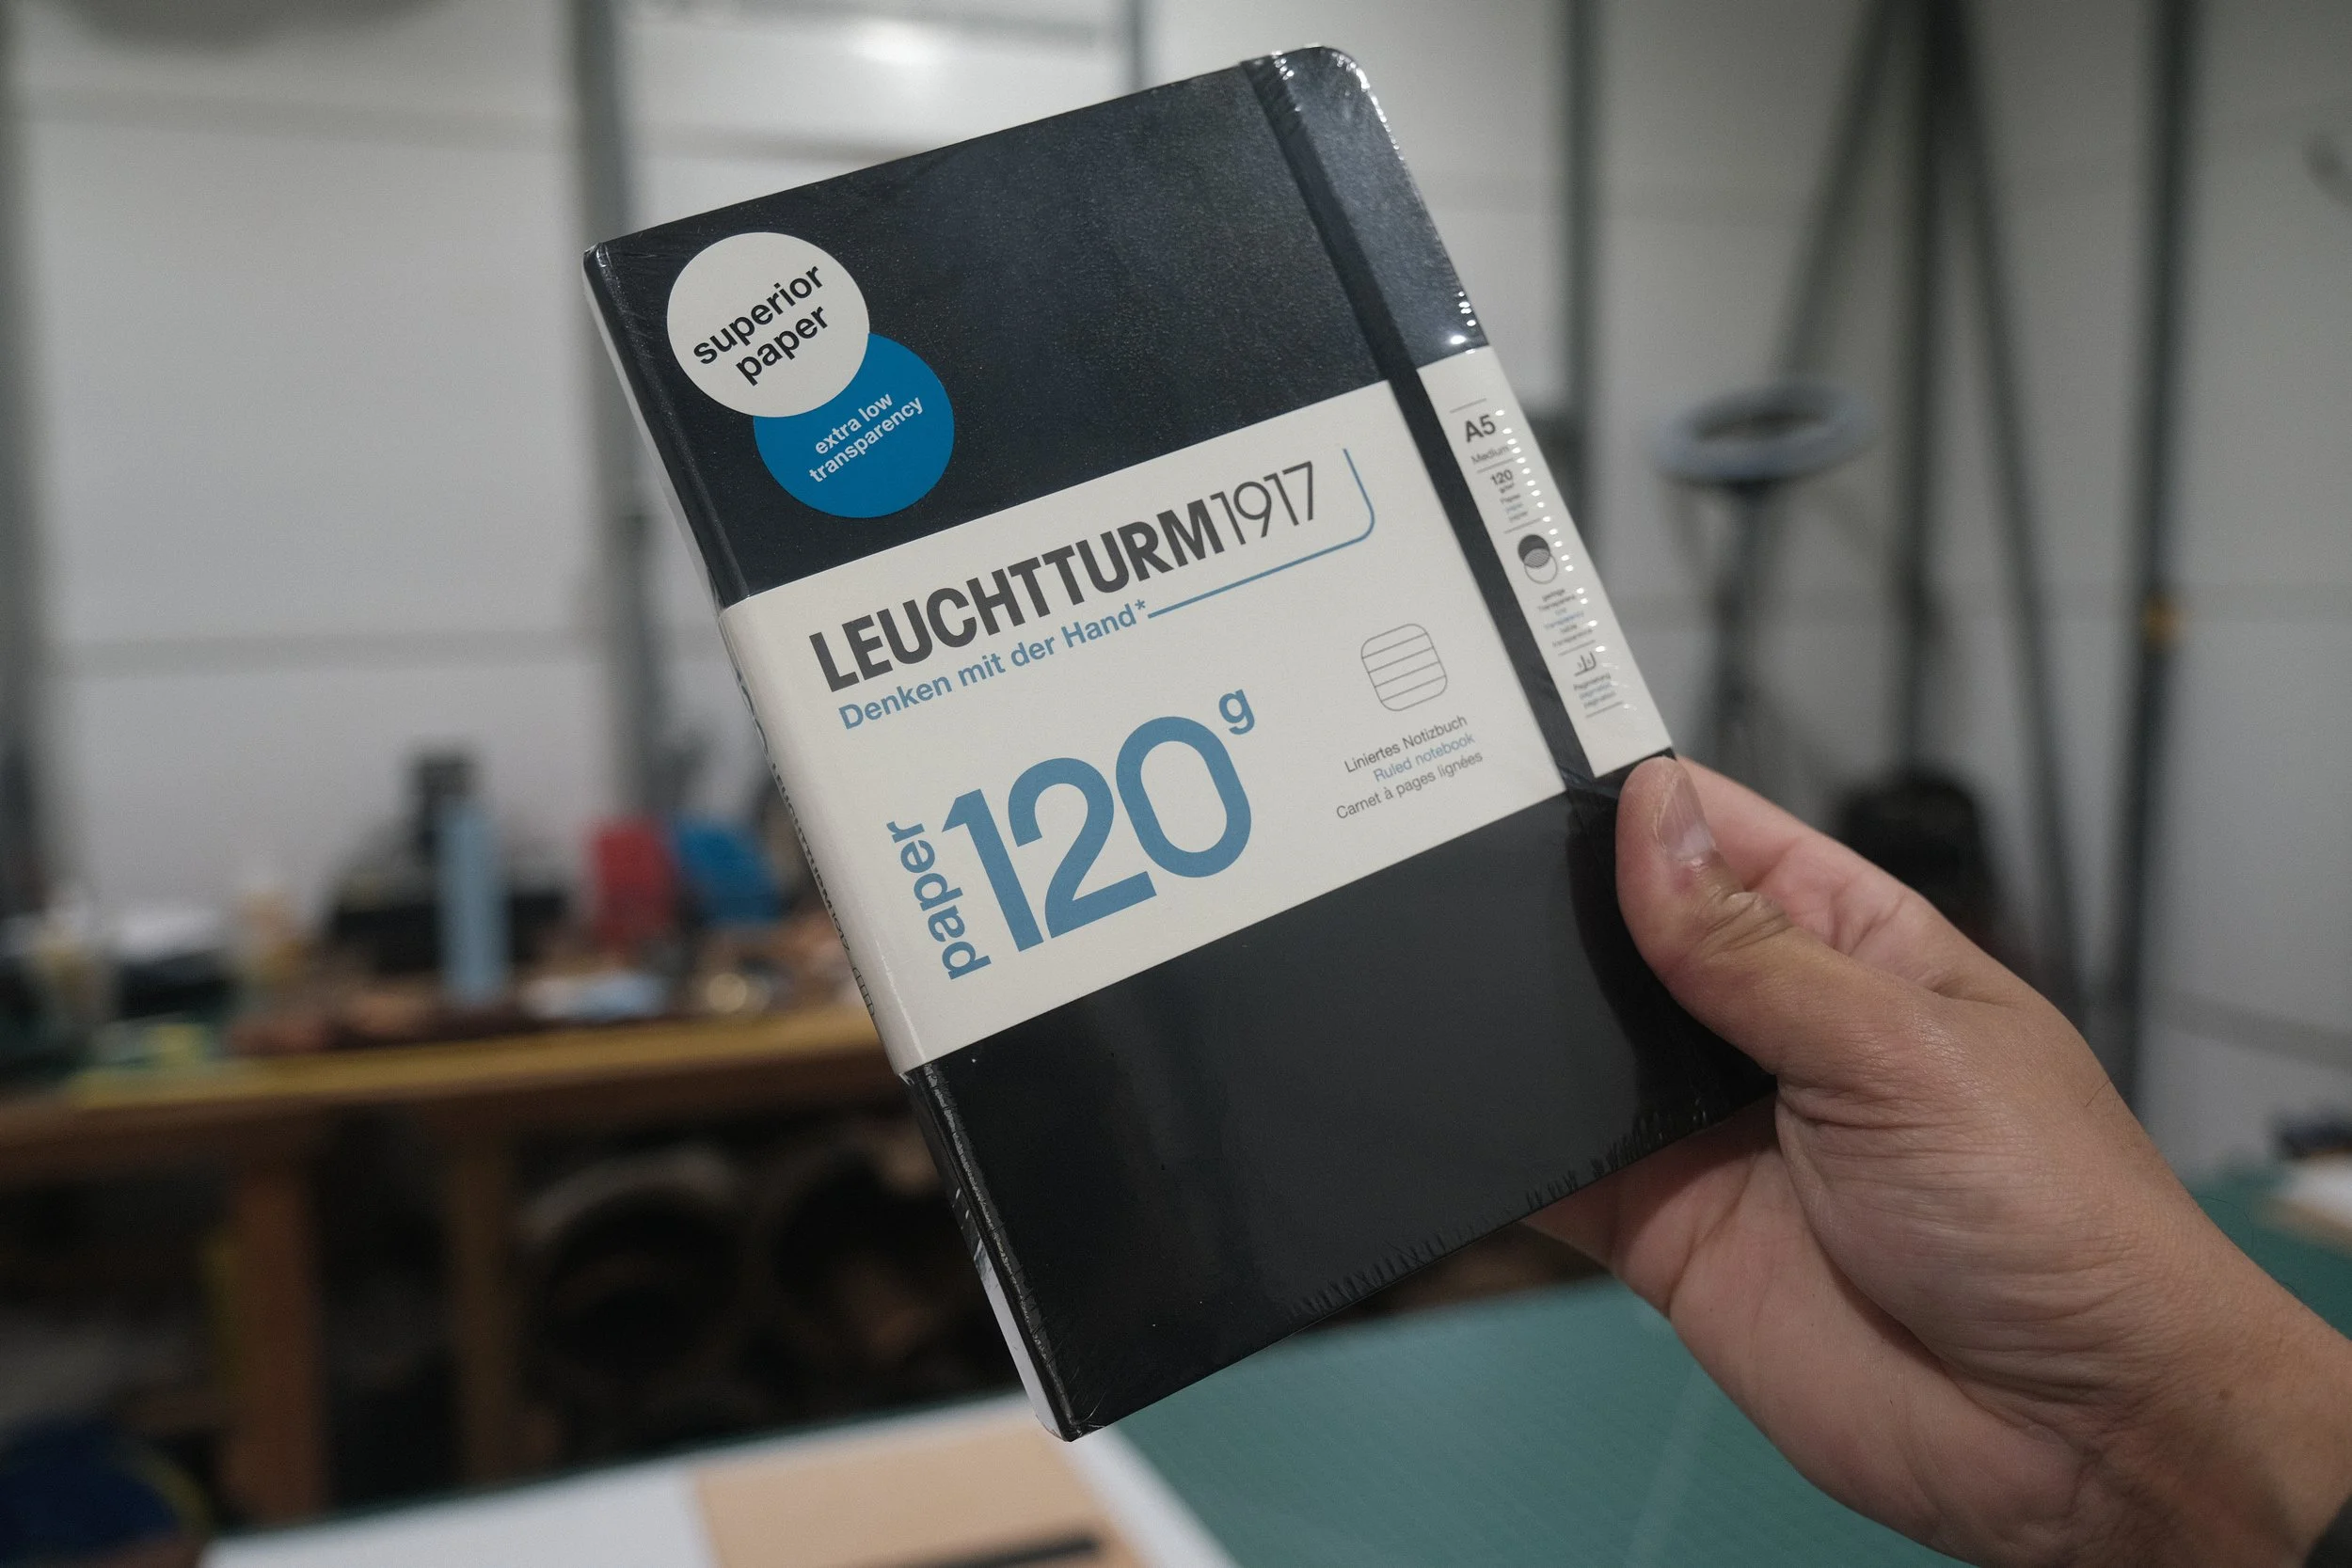 superior
paper
extra low
transparency
LEUCHTTURM1917
Denken mit der Hand*
paper
120g
Liniertes Notizbuch
Ruled notebook
Carnet à pages lignées
A5
Medium
120